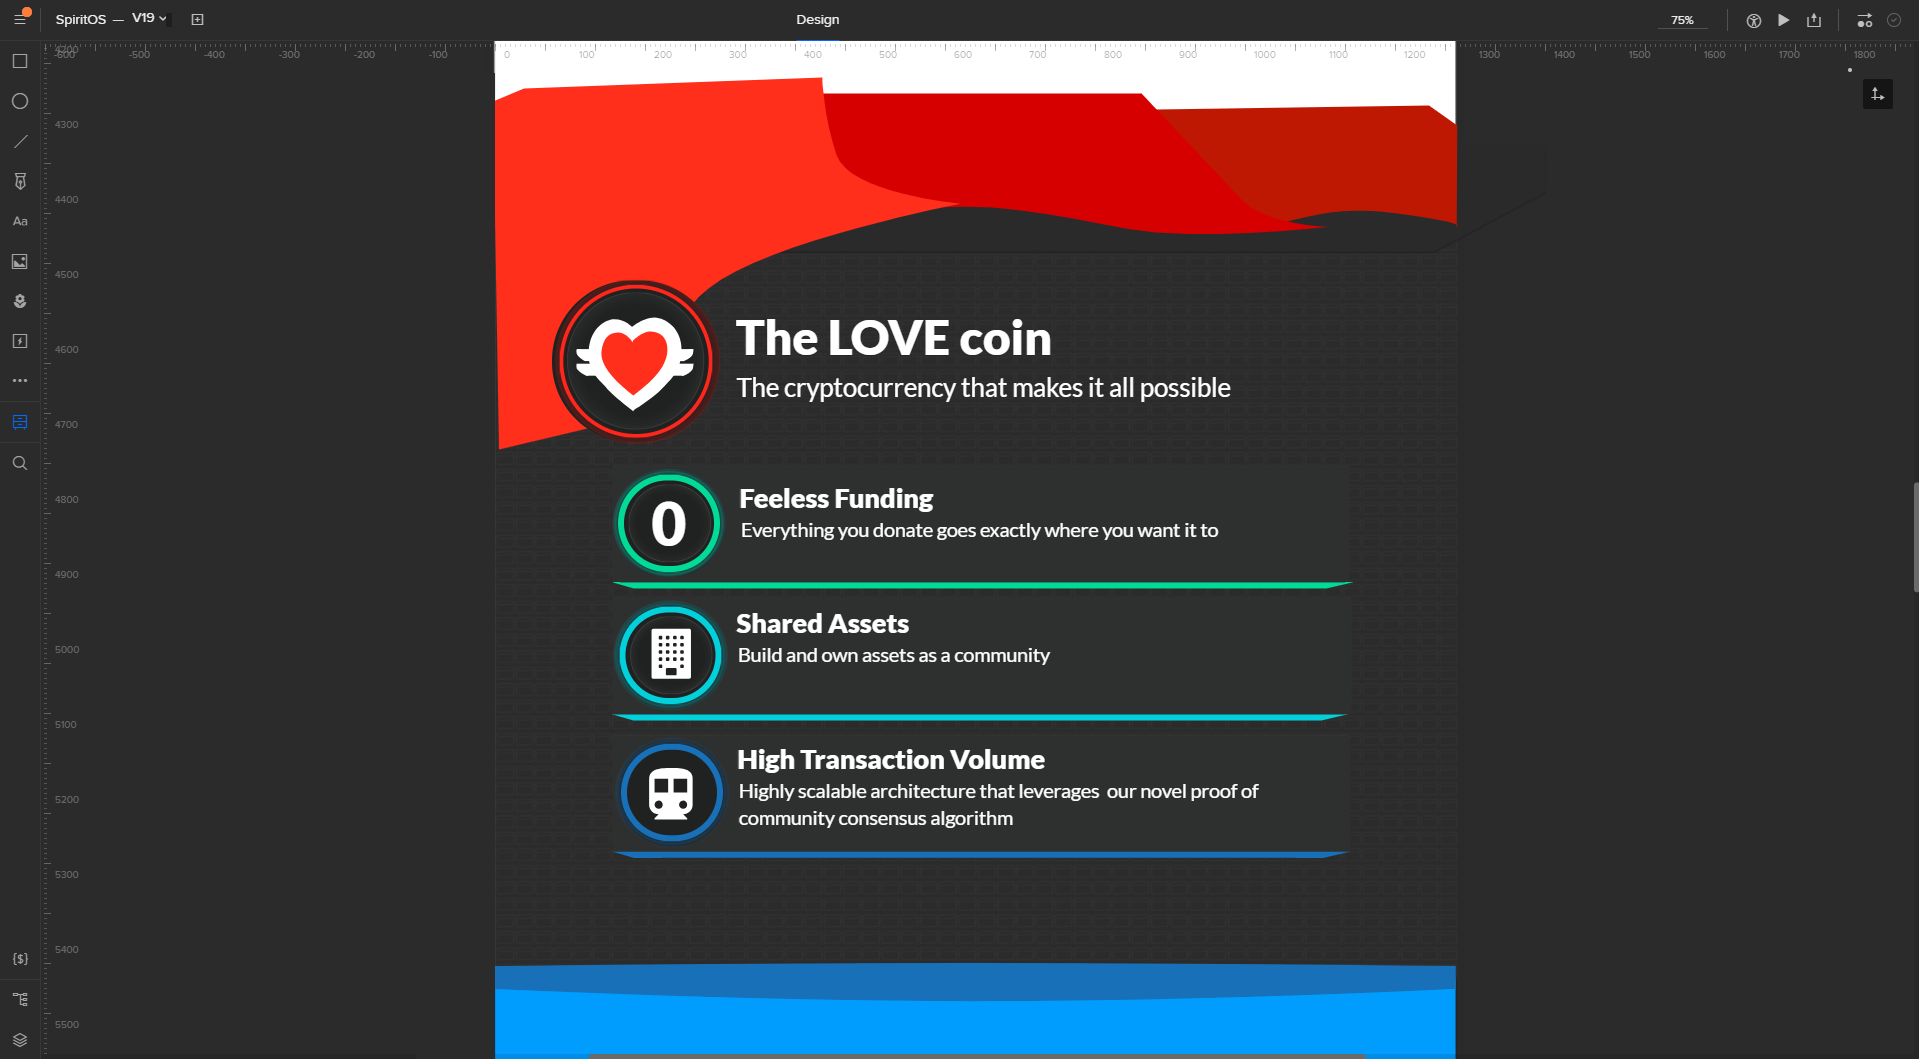 SpiritOS — V19
Design
75%
0 100 200 300 400 500 600 700 800 900 1000 1100 1200 1300 1400 1500 1600 1700 1800
-600 -500 -400 -300 -200 -100
4300
Aa
4400
4500
4600
4700
4800
4900
5000
5100
5200
5300
5400
5500
{$}
The LOVE coin
The cryptocurrency that makes it all possible
0
Feeless Funding
Everything you donate goes exactly where you want it to
Shared Assets
Build and own assets as a community
High Transaction Volume
Highly scalable architecture that leverages our novel proof of
community consensus algorithm